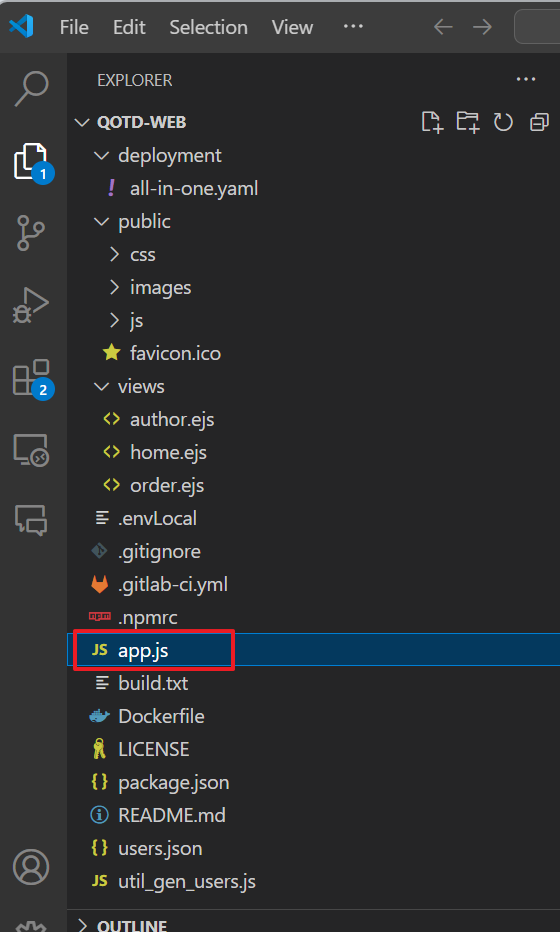 File Edit Selection View ···
EXPLORER ···
QOTD-WEB
deployment
! all-in-one.yaml
public
css
images
js
favicon.ico
1
views
2
author.ejs
<> home.ejs
<> order.ejs
.envLocal
.gitignore
.gitlab-ci.yml
npm .npmrc
JS app.js
build.txt
Dockerfile
LICENSE
{} package.json
README.md
{} users.json
JS util_gen_users.js
OUTLINE